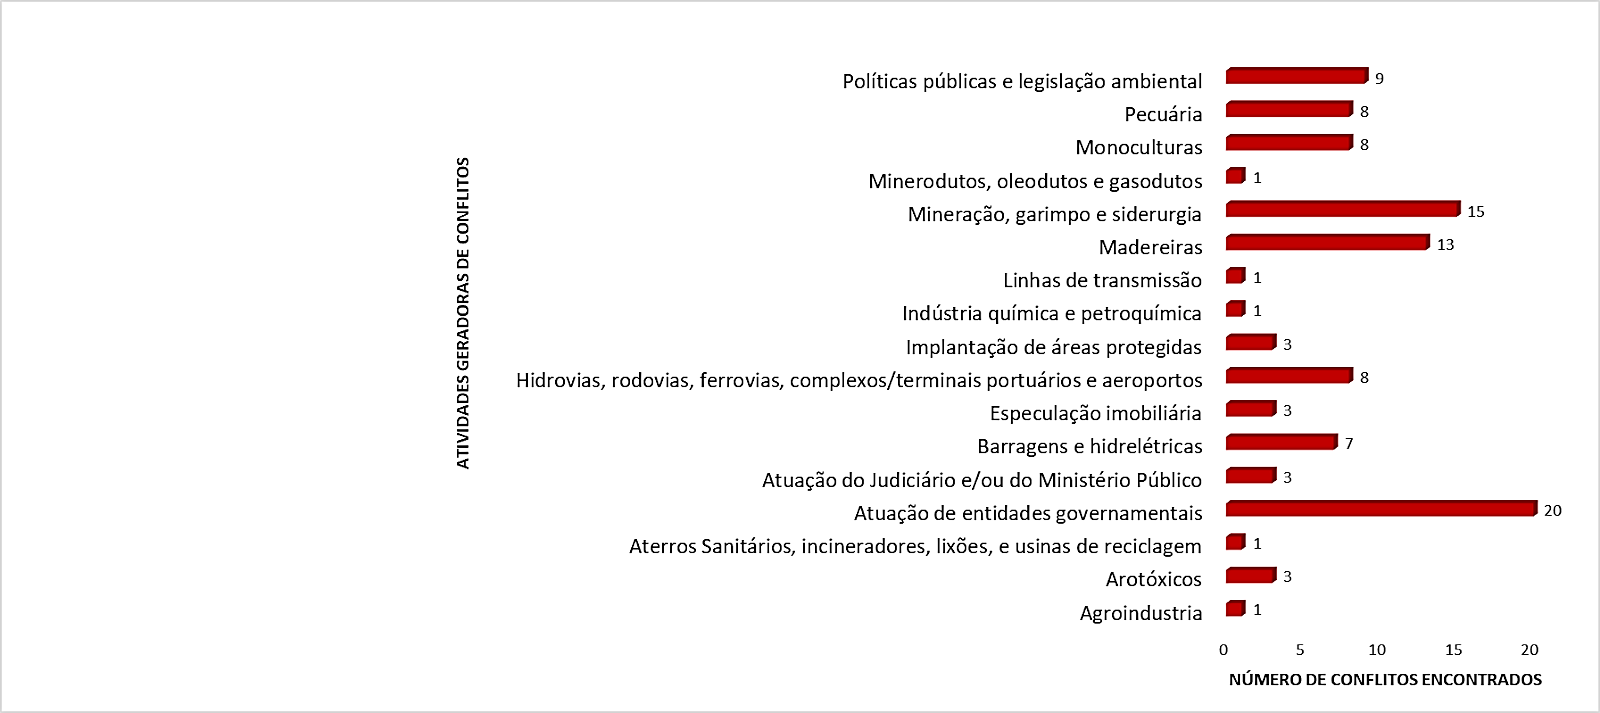 ATIVIDADES GERADORAS DE CONFLITOS
Políticas públicas e legislação ambiental 9
Pecuária 8
Monoculturas 8
Minerodutos, oleodutos e gasodutos 1
Mineração, garimpo e siderurgia 15
Madereiras 13
Linhas de transmissão 1
Indústria química e petroquímica 1
Implantação de áreas protegidas 3
Hidrovias, rodovias, ferrovias, complexos/terminais portuários e aeroportos 8
Especulação imobiliária 3
Barragens e hidrelétricas 7
Atuação do Judiciário e/ou do Ministério Público 3
Atuação de entidades governamentais 20
Aterros Sanitários, incineradores, lixões, e usinas de reciclagem 1
Arotóxicos 3
Agroindustria 1
0 5 10 15 20
NÚMERO DE CONFLITOS ENCONTRADOS